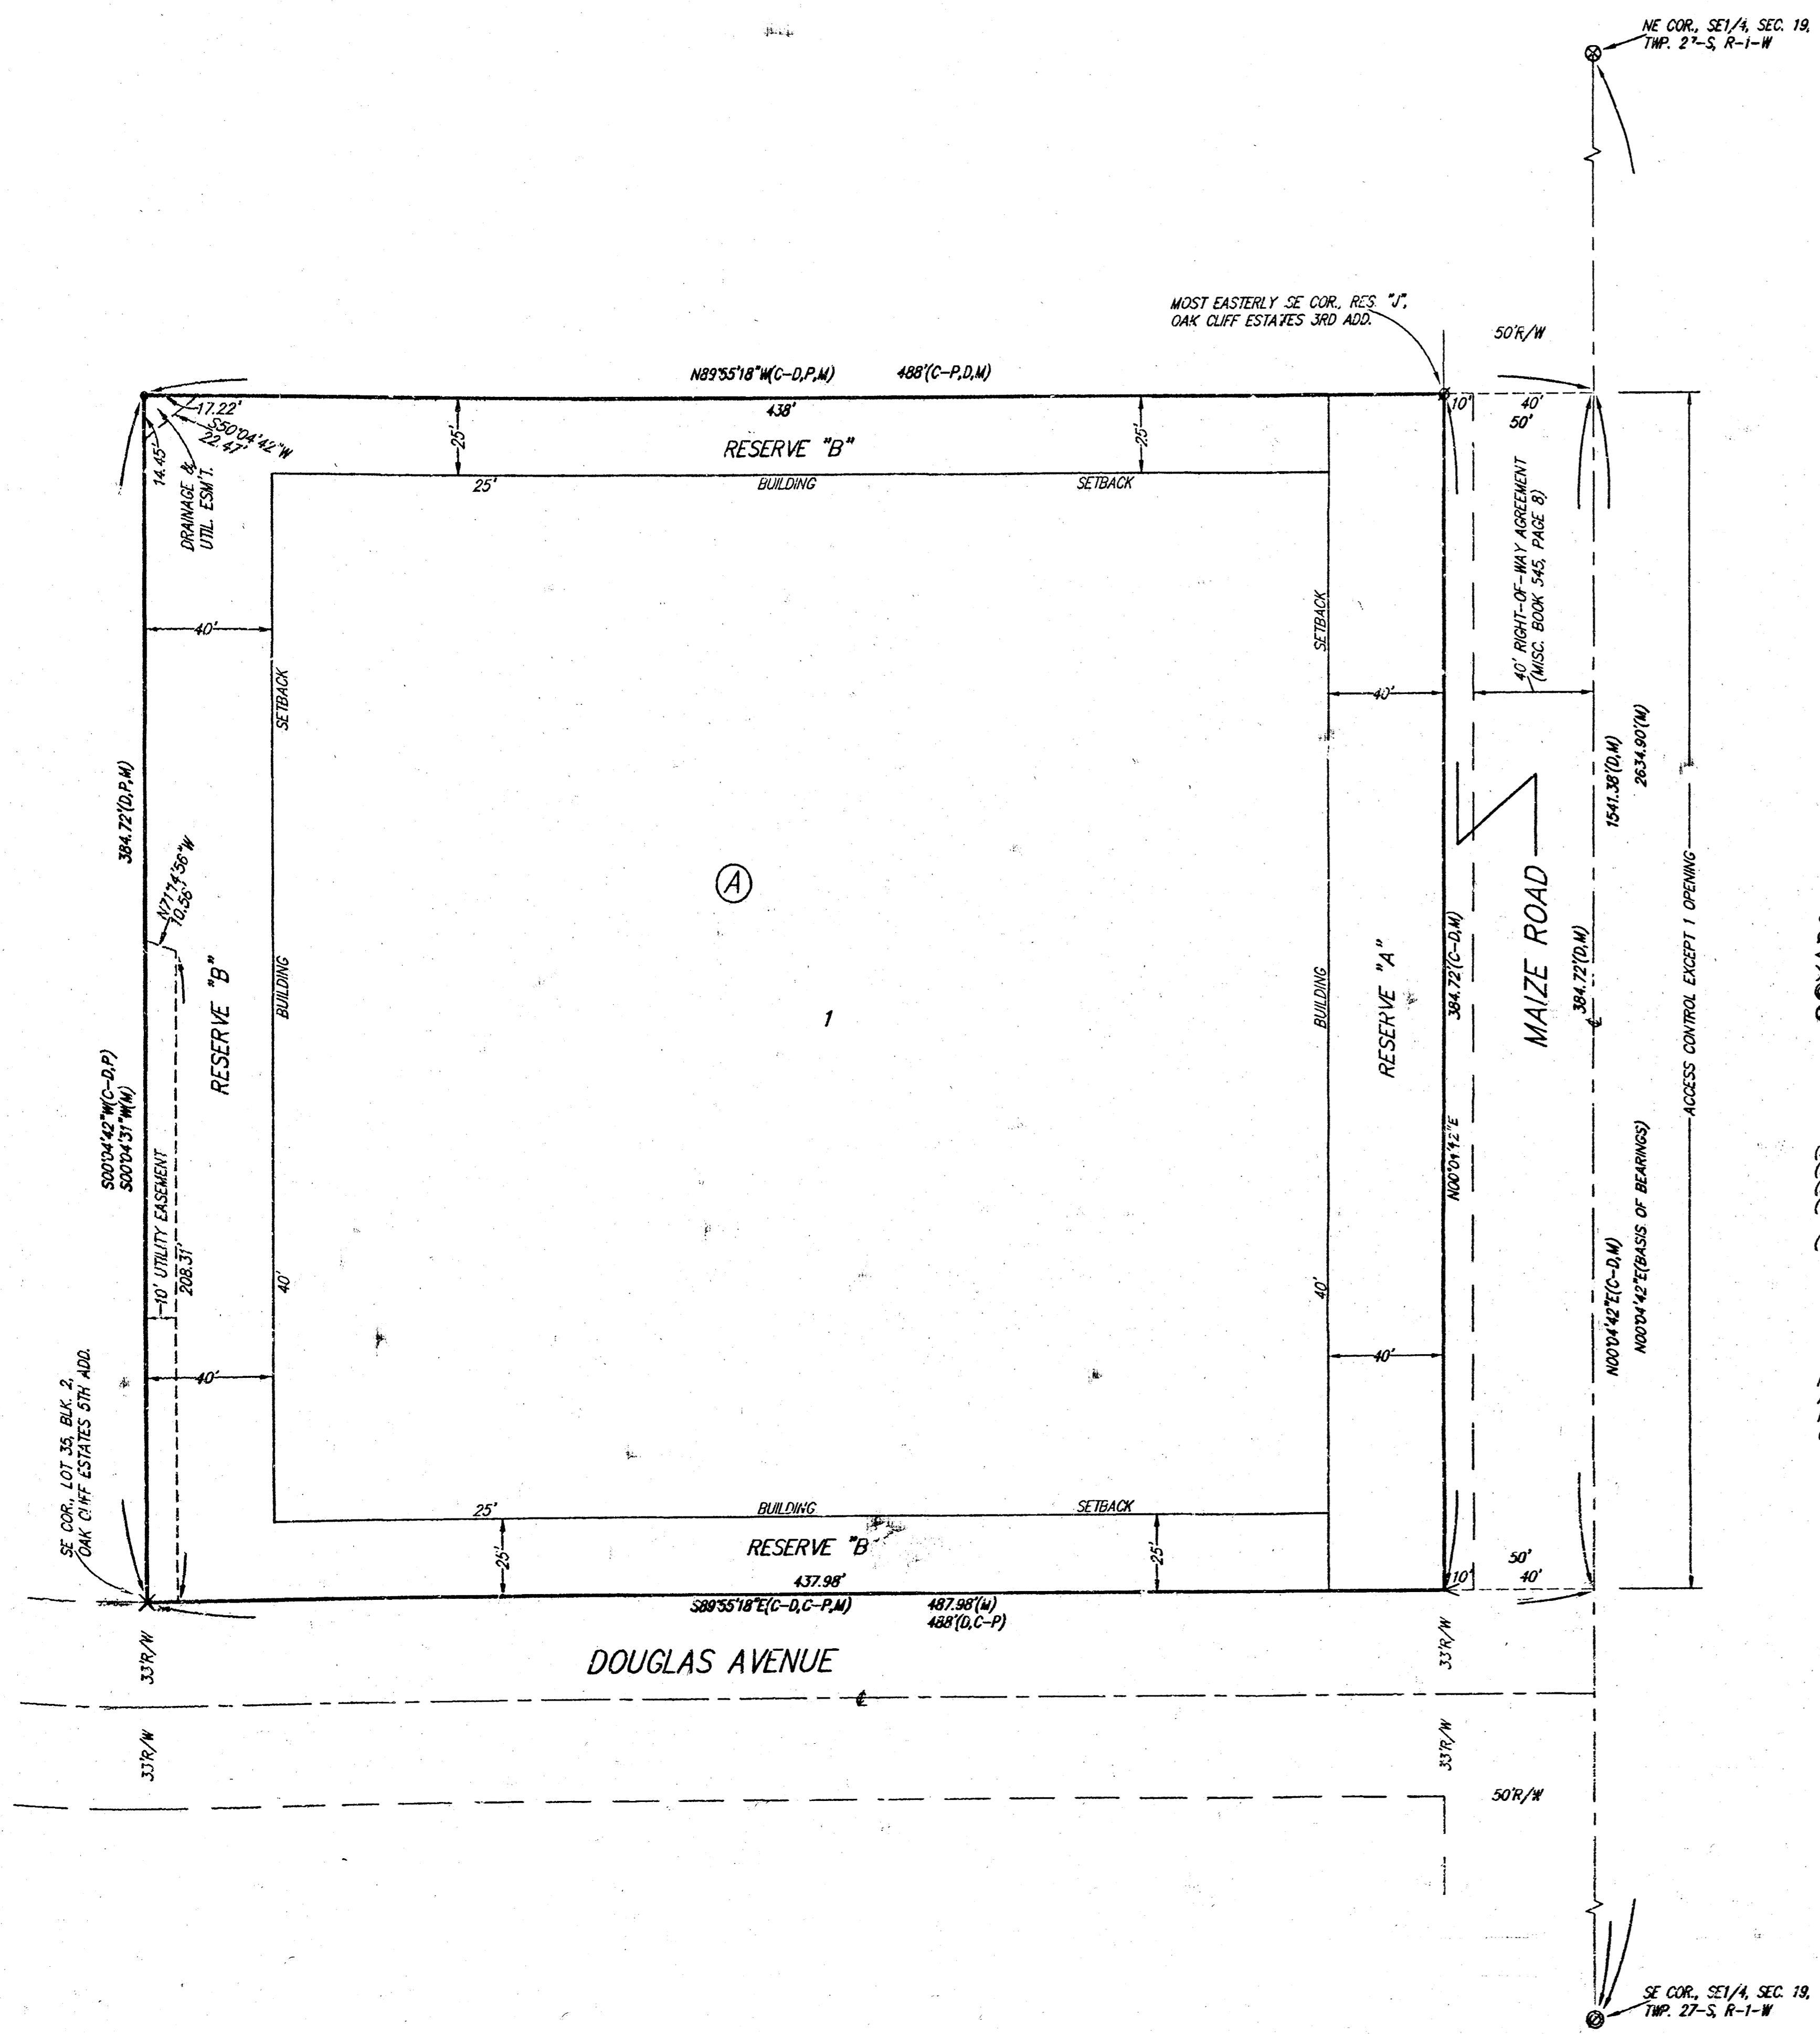 NE COR., SE1/4, SEC. 19,
TWP. 27-S, R-1-W
MOST EASTERLY SE COR., RES. "J",
OAK CLIFF ESTATES 3RD ADD.
50'R/W
N89°55'18"W(C-D,P,M)
488'(C-P,D,M)
438'
17.22'
S50°04'42"W
22.47'
14.45'
DRAINAGE &
UTIL. ESM'T.
25'
RESERVE "B"
25'
10'
40'
50'
25'
BUILDING
SETBACK
40' RIGHT-OF-WAY AGREEMENT
(MISC. BOOK 545, PAGE 8)
40'
SETBACK
SETBACK
40'
384.72'(D,P,M)
1541.38'(D,M)
2634.90'(M)
N71°14'56"W
10.56'
A
1
RESERVE "B"
BUILDING
BUILDING
RESERVE "A"
384.72'(C-D,M)
MAIZE ROAD
384.72'(D,M)
ACCESS CONTROL EXCEPT 1 OPENING
S00°04'42"W(C-D,P)
S00°04'31"W(M)
10' UTILITY EASEMENT
208.31'
40'
40'
N00°04'42"E
N00°04'42"E(C-D,M)
N00°04'42"E(BASIS OF BEARINGS)
40'
40'
SE COR., LOT 35, BLK. 2,
OAK CLIFF ESTATES 5TH ADD.
25'
BUILDING
SETBACK
25'
RESERVE "B"
25'
437.98'
10'
50'
40'
S89°55'18"E(C-D,C-P,M)
487.98'(M)
488'(D,C-P)
33'R/W
DOUGLAS AVENUE
33'R/W
33'R/W
33'R/W
50'R/W
SE COR., SE1/4, SEC. 19,
TWP. 27-S, R-1-W